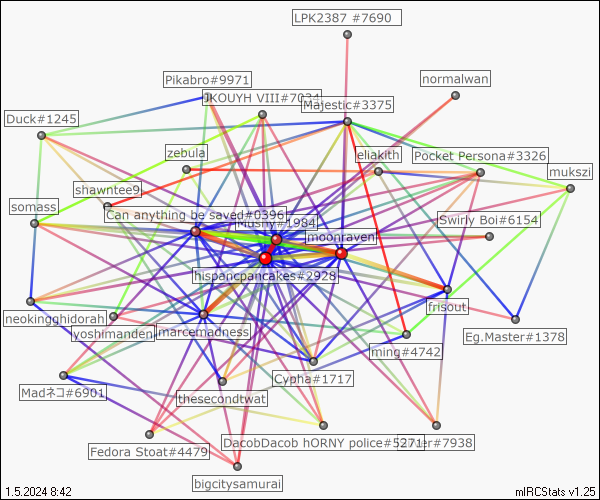 LPK2387 #7690
Pikabro#9971
normalwan
JKOUYH VIII#7034
Majestic#3375
Duck#1245
zebula
eliakith
Pocket Persona#3326
mukszi
shawntee9
somass
Can anything be saved#0396
Mushy#1984
Swirly Boi#6154
moonraven
hispancpancakes#2928
frisout
neokingghidorah
yoshimandenl
marcemadness
Eg.Master#1378
ming#4742
Cypha#1717
Madネコ#6901
thesecondtwat
DacobDacob hORNY police#5271
#7938
Fedora Stoat#4479
bigcitysamurai
1.5.2024 8:42
mIRCStats v1.25